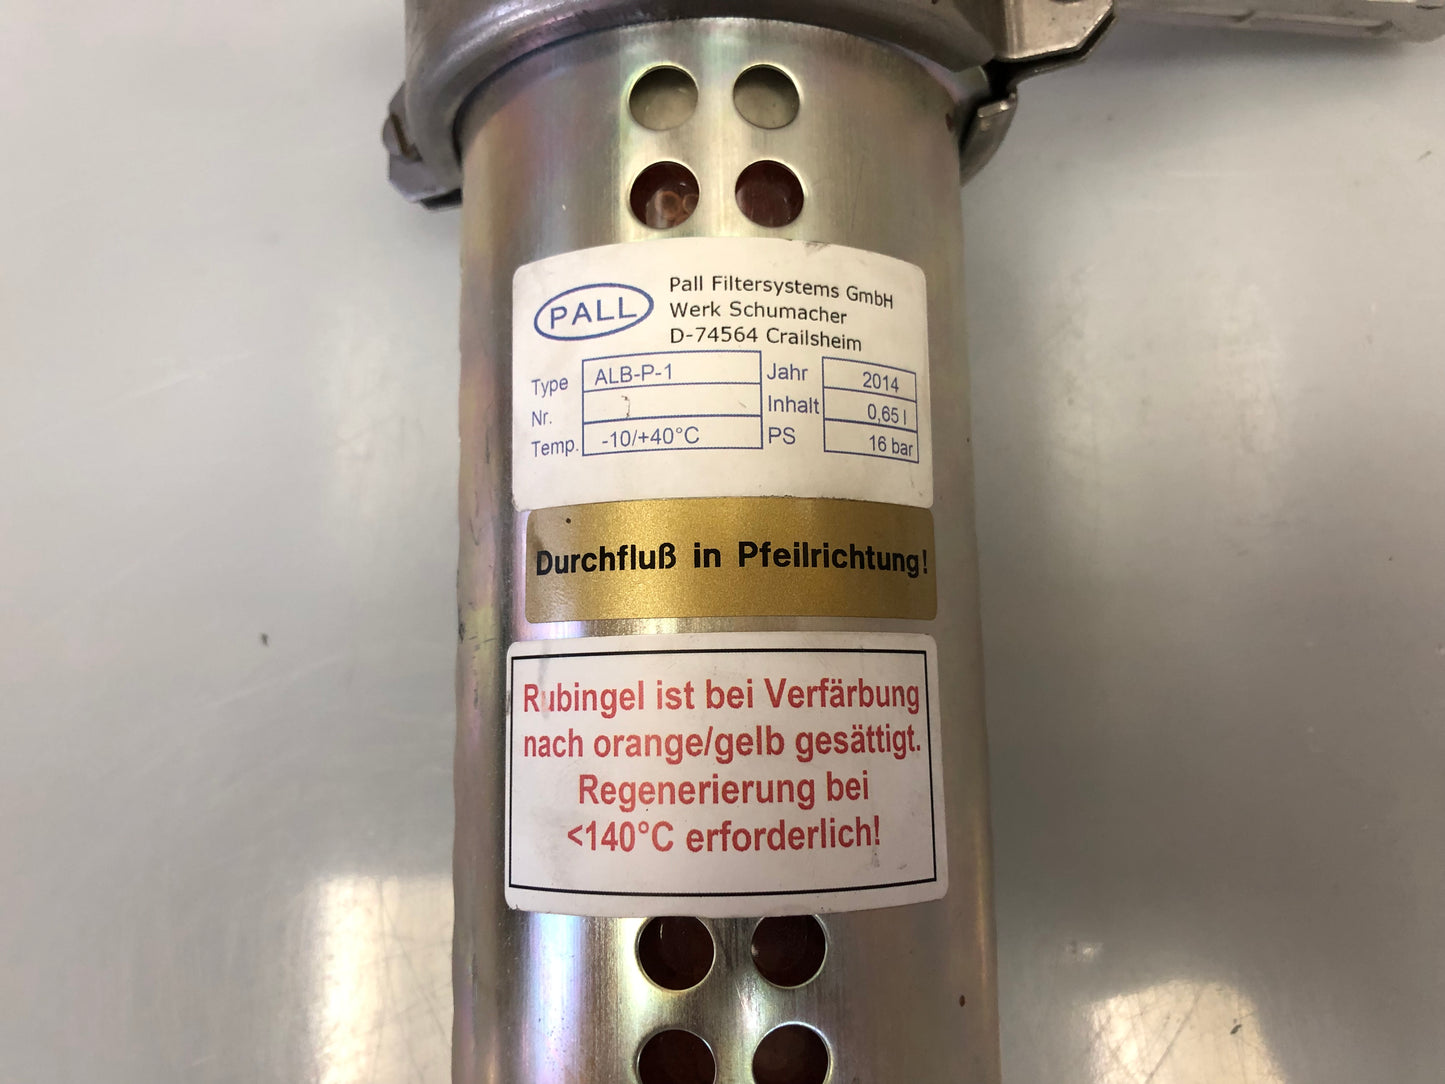 PALL
Pall Filtersystems GmbH
Werk Schumacher
D-74564 Crailsheim
Type ALB-P-1 Jahr 2014
Nr. Inhalt 0,65 l
Temp. -10/+40°C PS 16 bar
Durchfluß in Pfeilrichtung!
Rubingel ist bei Verfärbung
nach orange/gelb gesättigt.
Regenerierung bei
<140°C erforderlich!